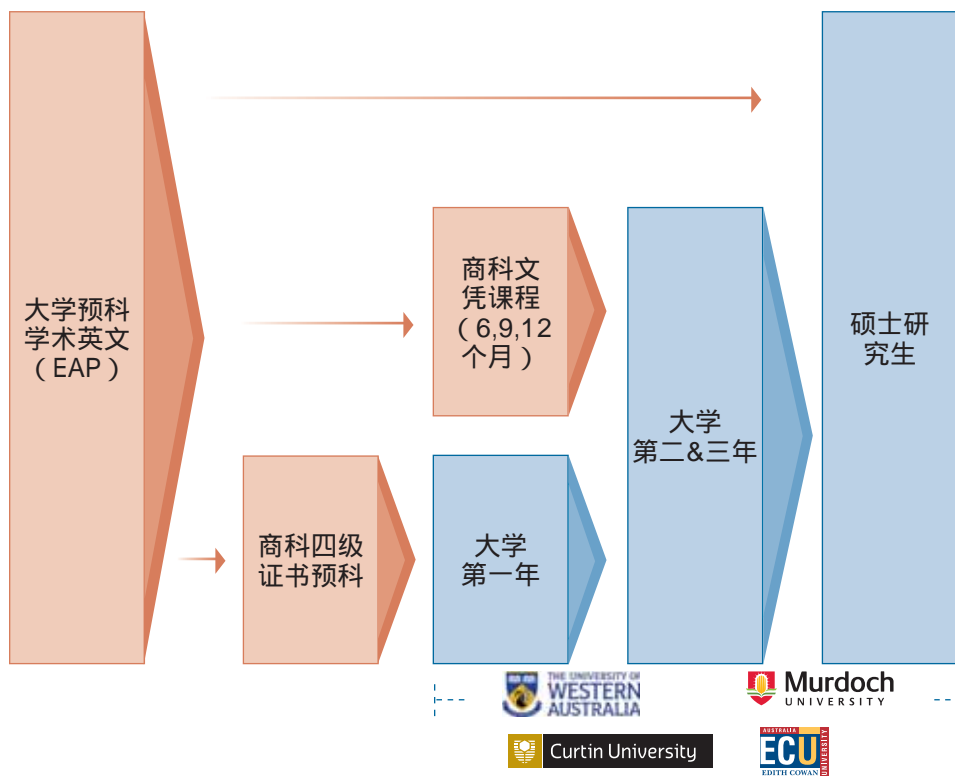 大学预科
学术英文
（EAP）
商科文
凭课程
（6,9,12
个月）
硕士研
究生
大学
第二&三年
商科四级
证书预科
大学
第一年
THE UNIVERSITY OF
WESTERN
AUSTRALIA
Murdoch
UNIVERSITY
Curtin University
AUSTRALIA
ECU
EDITH COWAN
UNIVERSITY